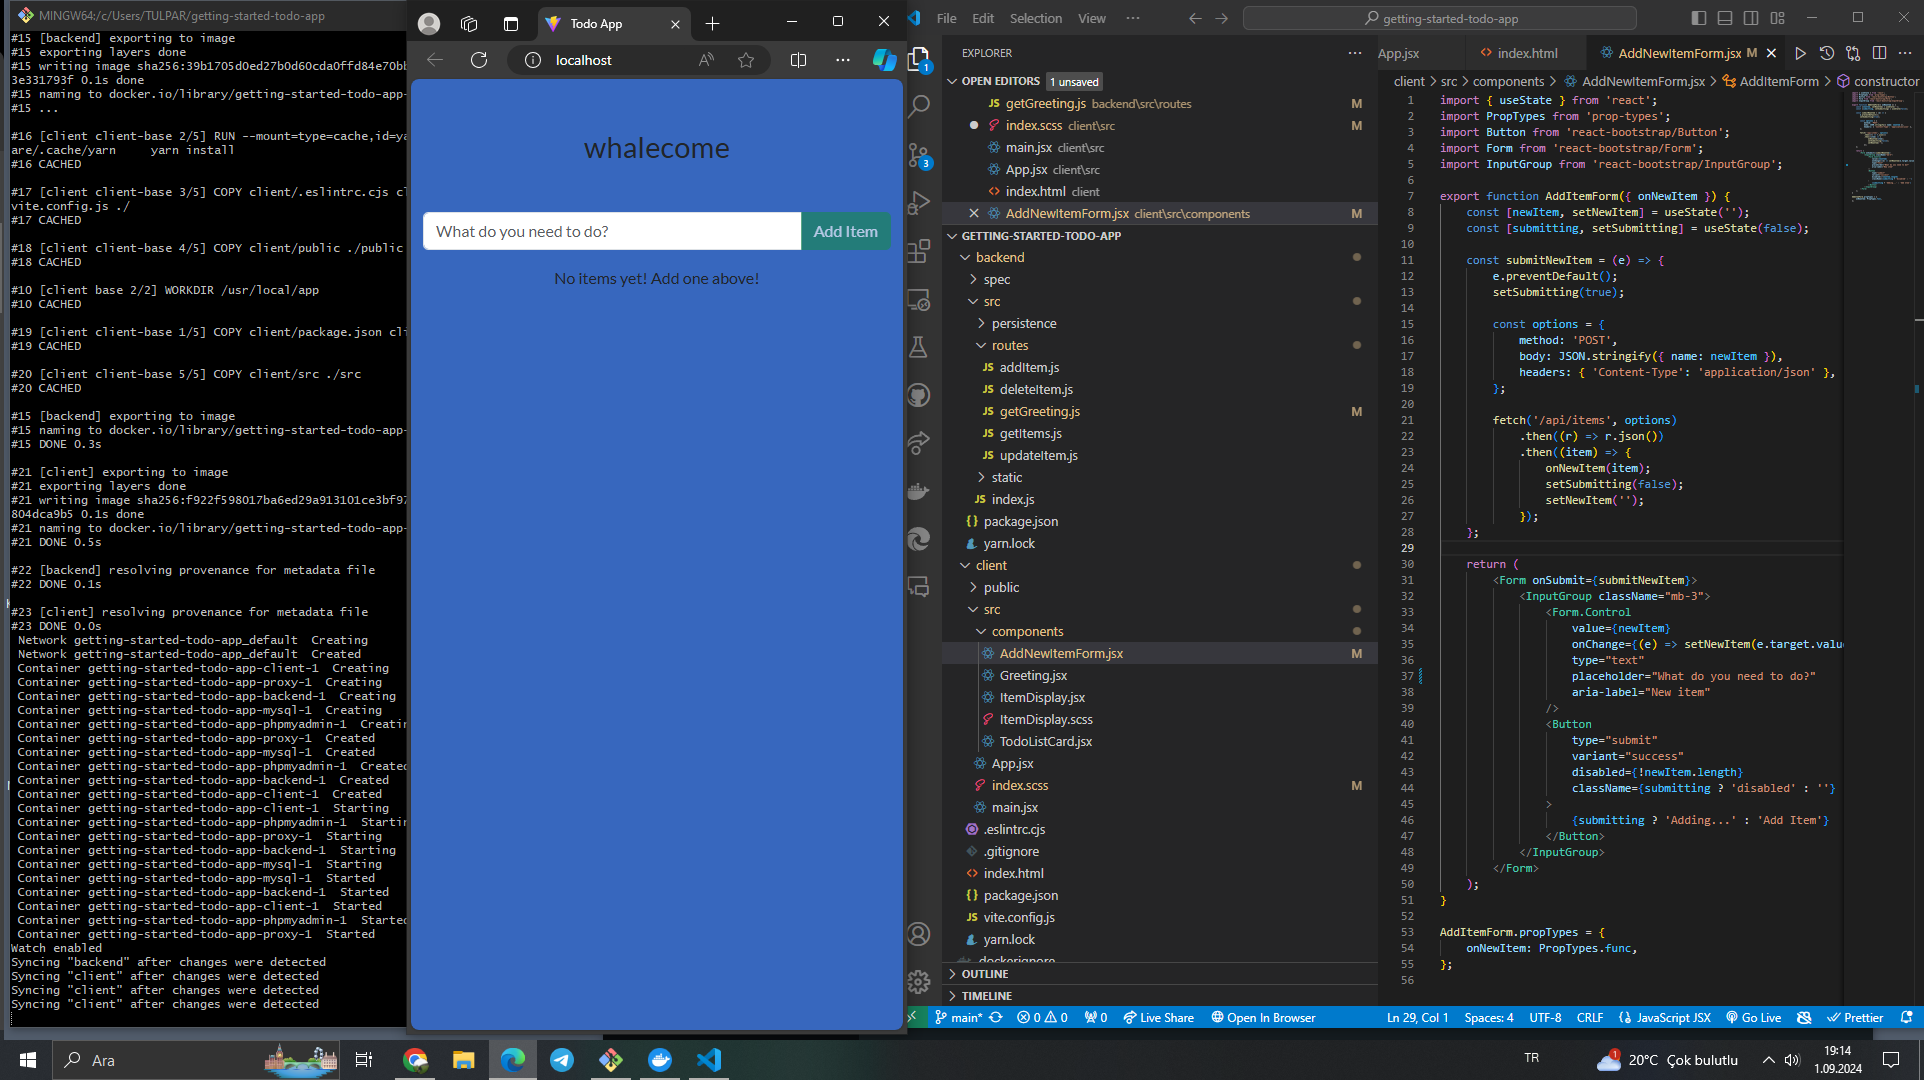 MINGW64:/c/Users/TULPAR/getting-started-todo-app
#15 [backend] exporting to image
#15 exporting layers done
#15 writing image sha256:39b1705d0ed27b0d60cda0ffd84e70bb
3e331793f 0.1s done
#15 naming to docker.io/library/getting-started-todo-app-
#15 ...
#16 [client client-base 2/5] RUN --mount=type=cache,id=ya
are/.cache/yarn     yarn install
#16 CACHED
#17 [client client-base 3/5] COPY client/.eslintrc.cjs cl
vite.config.js ./
#17 CACHED
#18 [client client-base 4/5] COPY client/public ./public
#18 CACHED
#10 [client base 2/2] WORKDIR /usr/local/app
#10 CACHED
#19 [client client-base 1/5] COPY client/package.json cli
#19 CACHED
#20 [client client-base 5/5] COPY client/src ./src
#20 CACHED
#15 [backend] exporting to image
#15 naming to docker.io/library/getting-started-todo-app-
#15 DONE 0.3s
#21 [client] exporting to image
#21 exporting layers done
#21 writing image sha256:f922f598017ba6ed29a913101ce3bf97
804dca9b5 0.1s done
#21 naming to docker.io/library/getting-started-todo-app-
#21 DONE 0.5s
#22 [backend] resolving provenance for metadata file
#22 DONE 0.1s
#23 [client] resolving provenance for metadata file
#23 DONE 0.0s
Network getting-started-todo-app_default  Creating
Network getting-started-todo-app_default  Created
Container getting-started-todo-app-client-1  Creating
Container getting-started-todo-app-proxy-1  Creating
Container getting-started-todo-app-backend-1  Creating
Container getting-started-todo-app-mysql-1  Creating
Container getting-started-todo-app-phpmyadmin-1  Creatin
Container getting-started-todo-app-proxy-1  Created
Container getting-started-todo-app-mysql-1  Created
Container getting-started-todo-app-phpmyadmin-1  Created
Container getting-started-todo-app-backend-1  Created
Container getting-started-todo-app-client-1  Created
Container getting-started-todo-app-client-1  Starting
Container getting-started-todo-app-phpmyadmin-1  Startin
Container getting-started-todo-app-proxy-1  Starting
Container getting-started-todo-app-backend-1  Starting
Container getting-started-todo-app-mysql-1  Starting
Container getting-started-todo-app-mysql-1  Started
Container getting-started-todo-app-backend-1  Started
Container getting-started-todo-app-client-1  Started
Container getting-started-todo-app-phpmyadmin-1  Started
Container getting-started-todo-app-proxy-1  Started
Watch enabled
Syncing "backend" after changes were detected
Syncing "client" after changes were detected
Syncing "client" after changes were detected
Syncing "client" after changes were detected
Todo App
localhost
whalecome
What do you need to do?
Add Item
No items yet! Add one above!
File Edit Selection View ···
getting-started-todo-app
EXPLORER
OPEN EDITORS 1 unsaved
getGreeting.js backend\src\routes M
index.scss client\src M
main.jsx client\src
App.jsx client\src
index.html client
AddNewItemForm.jsx client\src\components M
GETTING-STARTED-TODO-APP
backend
spec
src
persistence
routes
addItem.js
deleteItem.js
getGreeting.js M
getItems.js
updateItem.js
static
index.js
package.json
yarn.lock
client
public
src
components
AddNewItemForm.jsx M
Greeting.jsx
ItemDisplay.jsx
ItemDisplay.scss
TodoListCard.jsx
App.jsx
index.scss M
main.jsx
.eslintrc.cjs
.gitignore
index.html
package.json
vite.config.js
yarn.lock
.dockerignore
OUTLINE
TIMELINE
1
3
App.jsx
index.html
AddNewItemForm.jsx M
client > src > components > AddNewItemForm.jsx > AddItemForm > constructor
1 import { useState } from 'react';
2 import PropTypes from 'prop-types';
3 import Button from 'react-bootstrap/Button';
4 import Form from 'react-bootstrap/Form';
5 import InputGroup from 'react-bootstrap/InputGroup';
6
7 export function AddItemForm({ onNewItem }) {
8 const [newItem, setNewItem] = useState('');
9 const [submitting, setSubmitting] = useState(false);
10
11 const submitNewItem = (e) => {
12 e.preventDefault();
13 setSubmitting(true);
14
15 const options = {
16 method: 'POST',
17 body: JSON.stringify({ name: newItem }),
18 headers: { 'Content-Type': 'application/json' },
19 };
20
21 fetch('/api/items', options)
22 .then((r) => r.json())
23 .then((item) => {
24 onNewItem(item);
25 setSubmitting(false);
26 setNewItem('');
27 });
28 };
29
30 return (
31 <Form onSubmit={submitNewItem}>
32 <InputGroup className="mb-3">
33 <Form.Control
34 value={newItem}
35 onChange={(e) => setNewItem(e.target.valu
36 type="text"
37 placeholder="What do you need to do?"
38 aria-label="New item"
39 />
40 <Button
41 type="submit"
42 variant="success"
43 disabled={!newItem.length}
44 className={submitting ? 'disabled' : ''}
45 >
46 {submitting ? 'Adding...' : 'Add Item'}
47 </Button>
48 </InputGroup>
49 </Form>
50 );
51 }
52
53 AddItemForm.propTypes = {
54 onNewItem: PropTypes.func,
55 };
56
main* 0 0 0 Live Share Open In Browser Ln 29, Col 1 Spaces: 4 UTF-8 CRLF JavaScript JSX Go Live Prettier
Ara
TR
1
20°C Çok bulutlu
19:14
1.09.2024